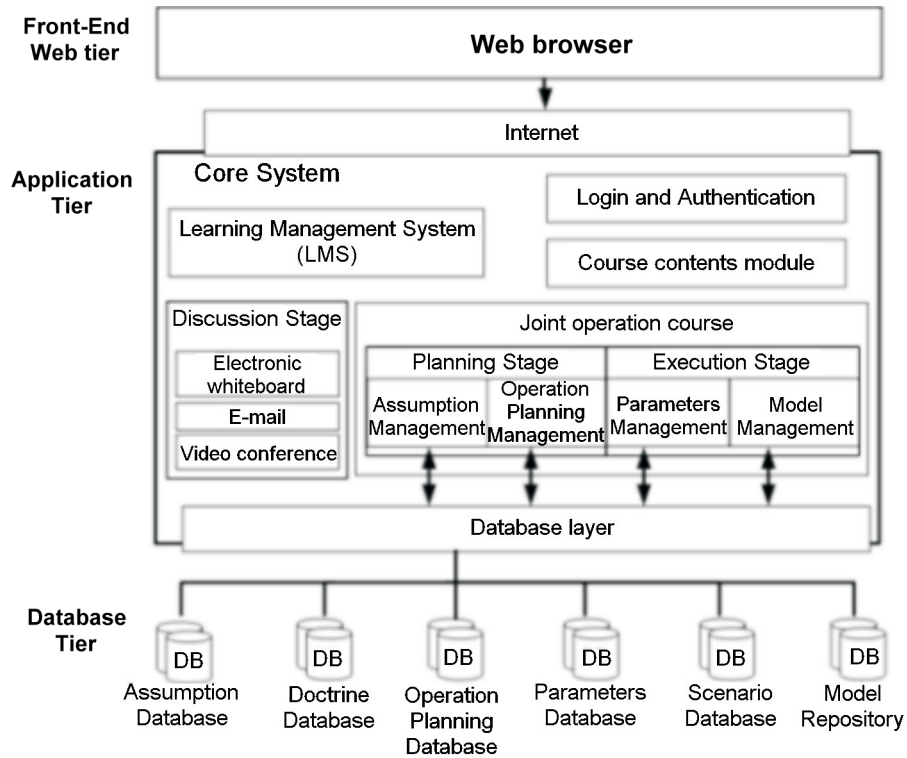 Front-End
Web tier
Web browser
Internet
Application
Tier
Core System
Login and Authentication
Learning Management System
(LMS)
Course contents module
Discussion Stage
Electronic
whiteboard
E-mail
Video conference
Joint operation course
Planning Stage
Execution Stage
Assumption
Management
Operation
Planning
Management
Parameters
Management
Model
Management
Database layer
Database
Tier
DB
DB
DB
DB
DB
DB
Assumption
Database
Doctrine
Database
Operation
Planning
Database
Parameters
Database
Scenario
Database
Model
Repository